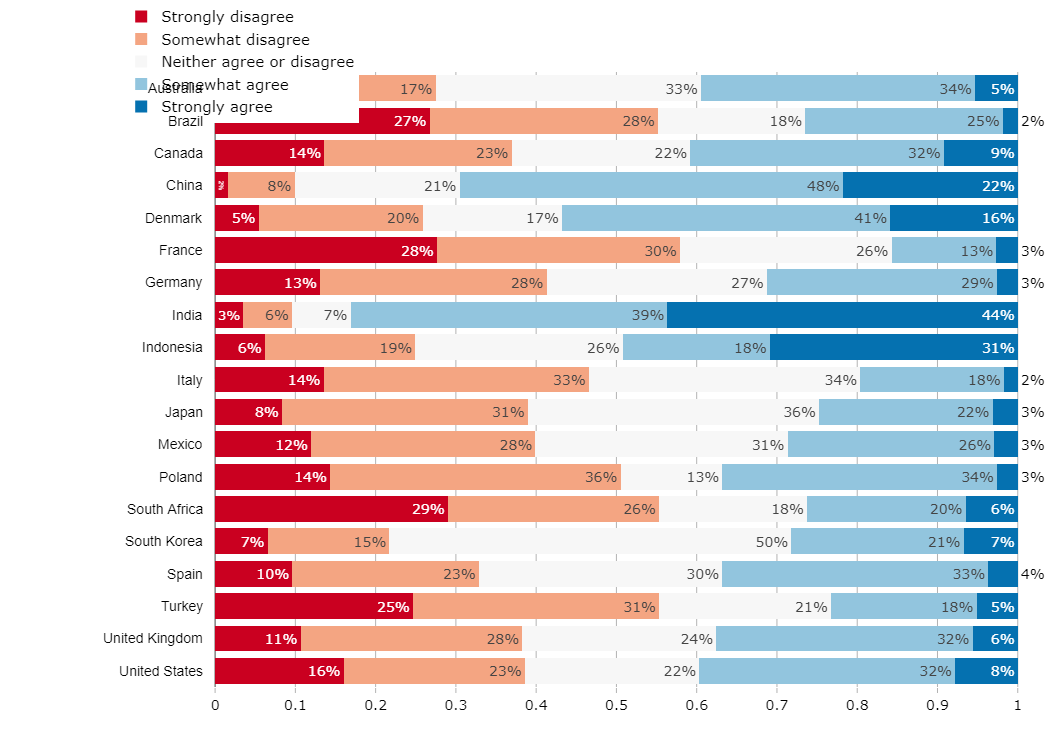 Strongly disagree
Somewhat disagree
Neither agree or disagree
Somewhat agree
Strongly agree
Australia 17% 33% 34% 5%
Brazil 27% 28% 18% 25% 2%
Canada 14% 23% 22% 32% 9%
China 8% 21% 48% 22%
Denmark 5% 20% 17% 41% 16%
France 28% 30% 26% 13% 3%
Germany 13% 28% 27% 29% 3%
India 3% 6% 7% 39% 44%
Indonesia 6% 19% 26% 18% 31%
Italy 14% 33% 34% 18% 2%
Japan 8% 31% 36% 22% 3%
Mexico 12% 28% 31% 26% 3%
Poland 14% 36% 13% 34% 3%
South Africa 29% 26% 18% 20% 6%
South Korea 7% 15% 50% 21% 7%
Spain 10% 23% 30% 33% 4%
Turkey 25% 31% 21% 18% 5%
United Kingdom 11% 28% 24% 32% 6%
United States 16% 23% 22% 32% 8%
0 0.1 0.2 0.3 0.4 0.5 0.6 0.7 0.8 0.9 1